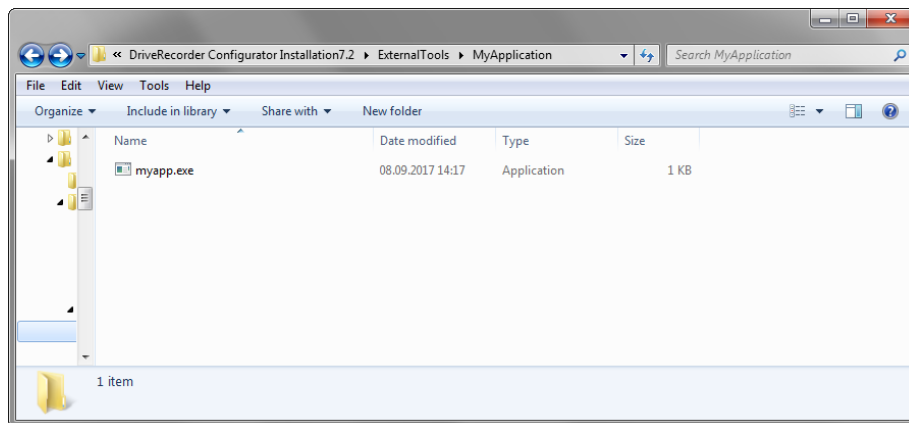 « DriveRecorder Configurator Installation7.2 ▸ ExternalTools ▸ MyApplication
Search MyApplication
File Edit View Tools Help
Organize Include in library Share with New folder
Name Date modified Type Size
myapp.exe 08.09.2017 14:17 Application 1 KB
1 item